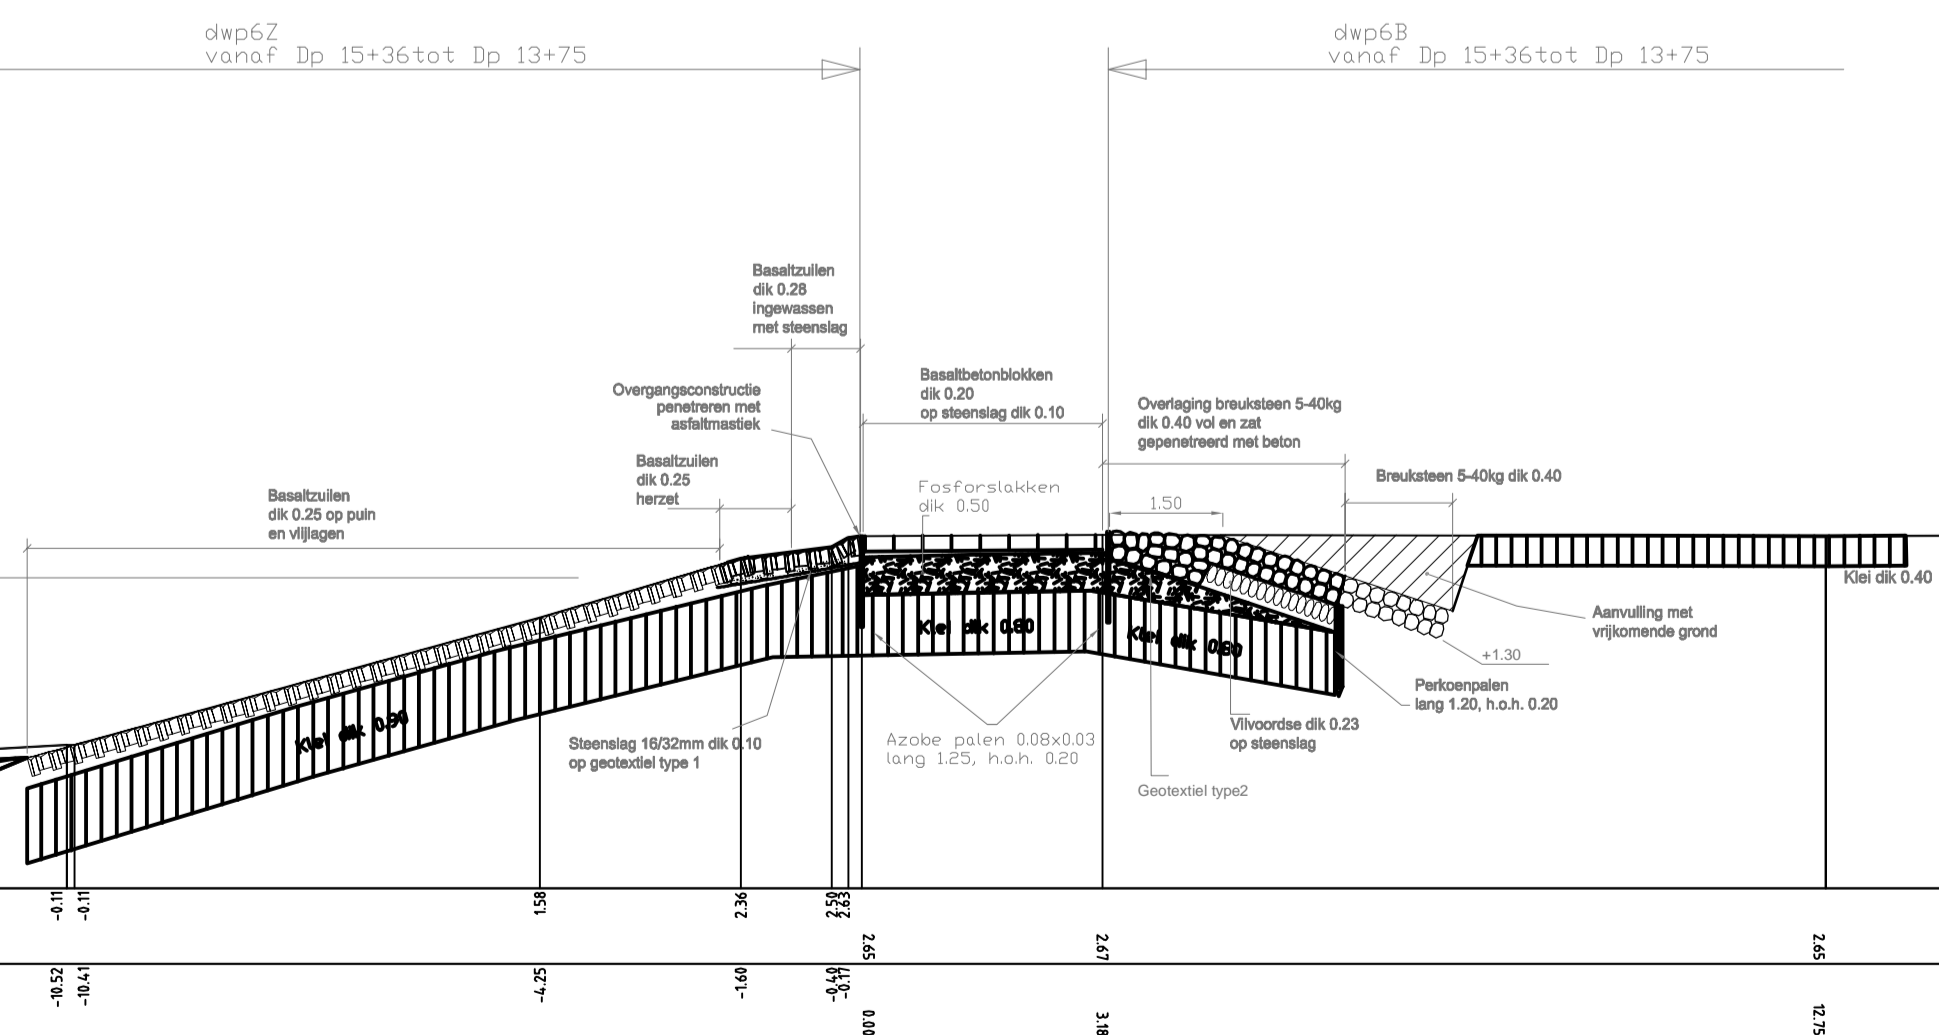 dwp6Z
vanaf Dp 15+36tot Dp 13+75
dwp6B
vanaf Dp 15+36tot Dp 13+75
Basaltzuilen
dik 0.28
ingewassen
met steenslag
Overgangsconstructie
penetreren met
asfaltmastiek
Basaltbetonblokken
dik 0.20
op steenslag dik 0.10
Overlaging breuksteen 5-40kg
dik 0.40 vol en zat
gepenetreerd met beton
Basaltzuilen
dik 0.25
herzet
Breuksteen 5-40kg dik 0.40
Basaltzuilen
dik 0.25 op puin
en vlijlagen
Fosforslakken
dik 0.50
1.50
Klei dik 0.40
Aanvulling met
vrijkomende grond
Klei dik 0.80
Klei dik 0.80
+1.30
Perkoenpalen
lang 1.20, h.o.h. 0.20
Klei dik 0.90
Steenslag 16/32mm dik 0.10
op geotextiel type 1
Azobe palen 0.08x0.03
lang 1.25, h.o.h. 0.20
Vilvoordse dik 0.23
op steenslag
Geotextiel type2
-0.11
-0.11
1.58
2.36
2.50
2.63
2.65
2.67
2.65
-10.52
-10.41
-4.25
-1.60
-0.17
0.00
3.18
12.75